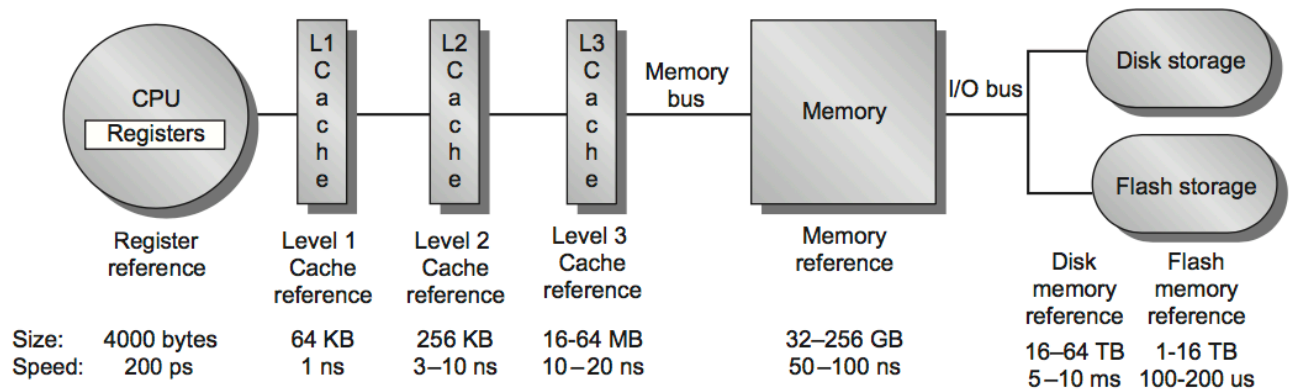 CPU
Registers
L1
C
a
c
h
e
L2
C
a
c
h
e
L3
C
a
c
h
e
Memory
bus
Memory
I/O bus
Disk storage
Flash storage
Register
reference
Level 1
Cache
reference
Level 2
Cache
reference
Level 3
Cache
reference
Memory
reference
Disk
memory
reference
Flash
memory
reference
Size: 4000 bytes 64 KB 256 KB 16-64 MB 32–256 GB 16–64 TB 1-16 TB
Speed: 200 ps 1 ns 3–10 ns 10–20 ns 50–100 ns 5–10 ms 100-200 us